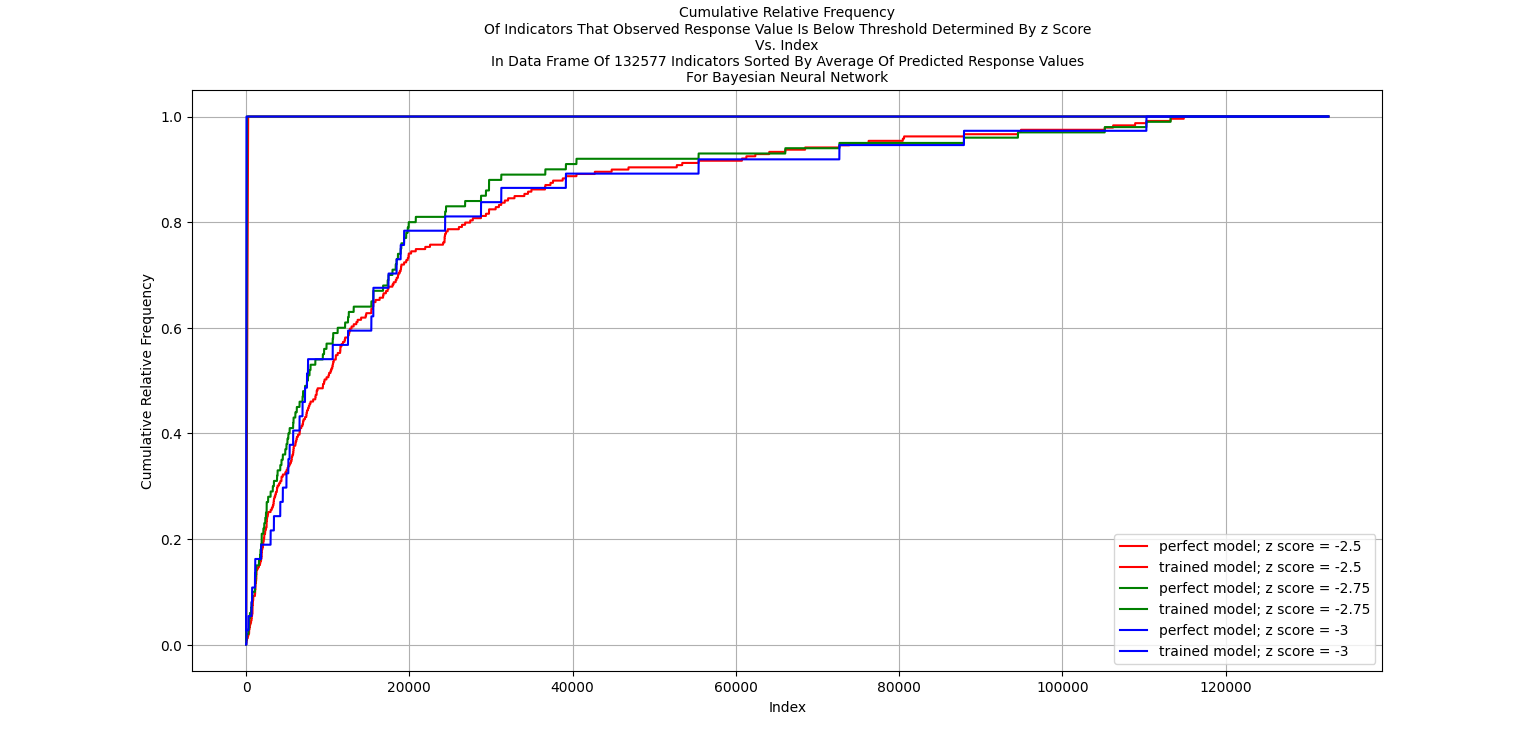 Cumulative Relative Frequency
Of Indicators That Observed Response Value Is Below Threshold Determined By z Score
Vs. Index
In Data Frame Of 132577 Indicators Sorted By Average Of Predicted Response Values
For Bayesian Neural Network
Cumulative Relative Frequency
1.0
0.8
0.6
0.4
0.2
0.0
perfect model; z score = -2.5
trained model; z score = -2.5
perfect model; z score = -2.75
trained model; z score = -2.75
perfect model; z score = -3
trained model; z score = -3
0 20000 40000 60000 80000 100000 120000
Index